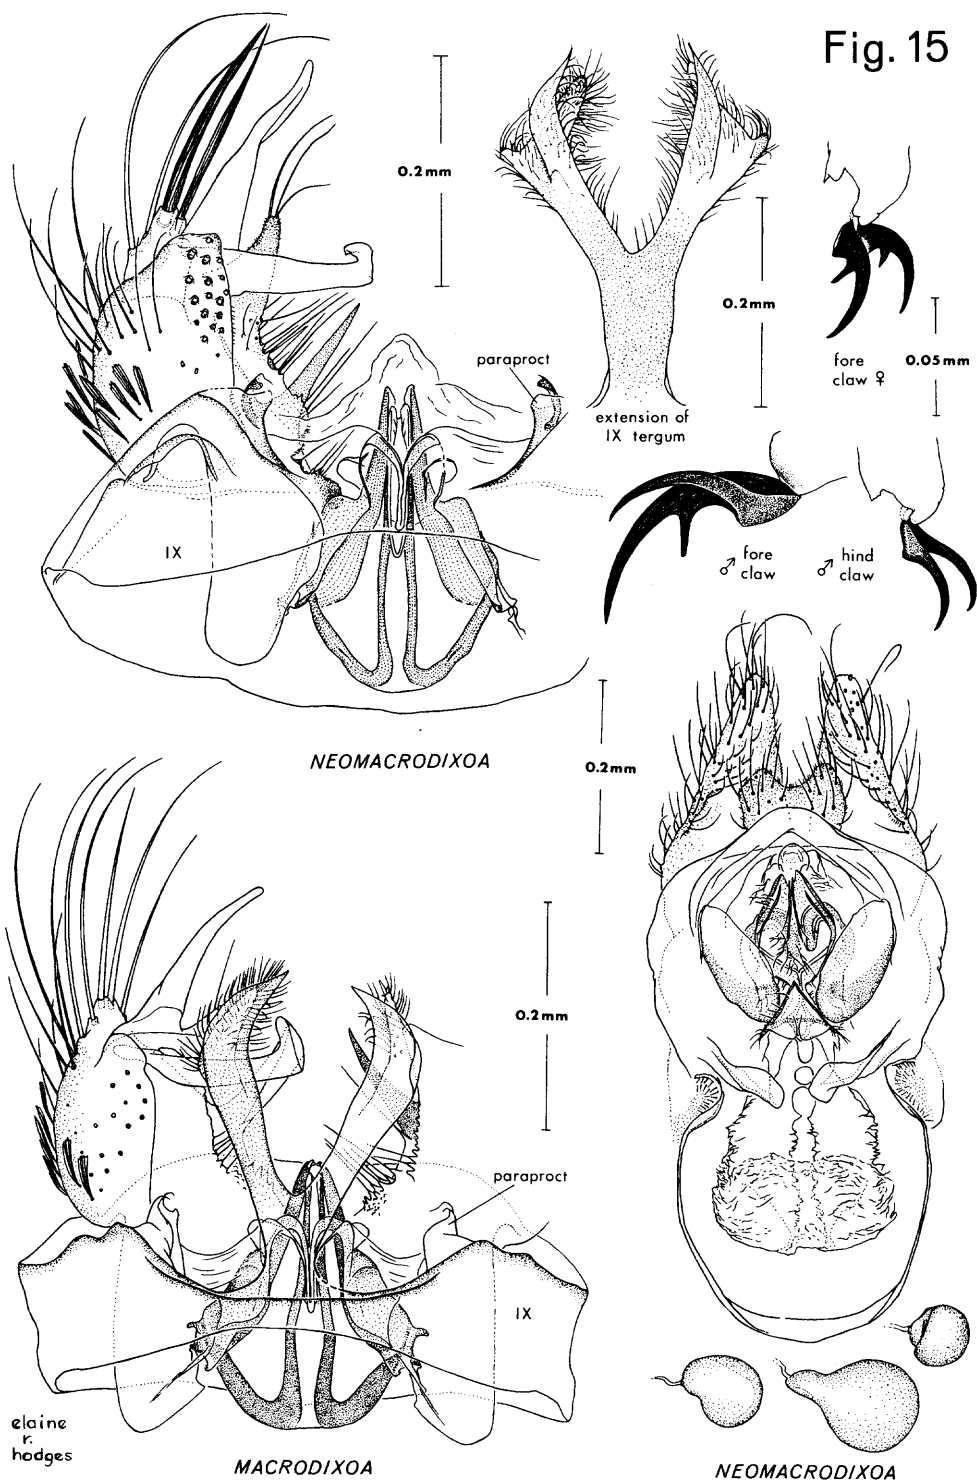 Fig. 15
0.2mm
0.2mm
paraproct
extension of
IX tergum
fore
claw ♀
0.05mm
IX
♂ fore
claw
♂ hind
claw
NEOMACRODIXOA
0.2mm
0.2mm
paraproct
IX
elaine
r.
hodges
MACRODIXOA
NEOMACRODIXOA